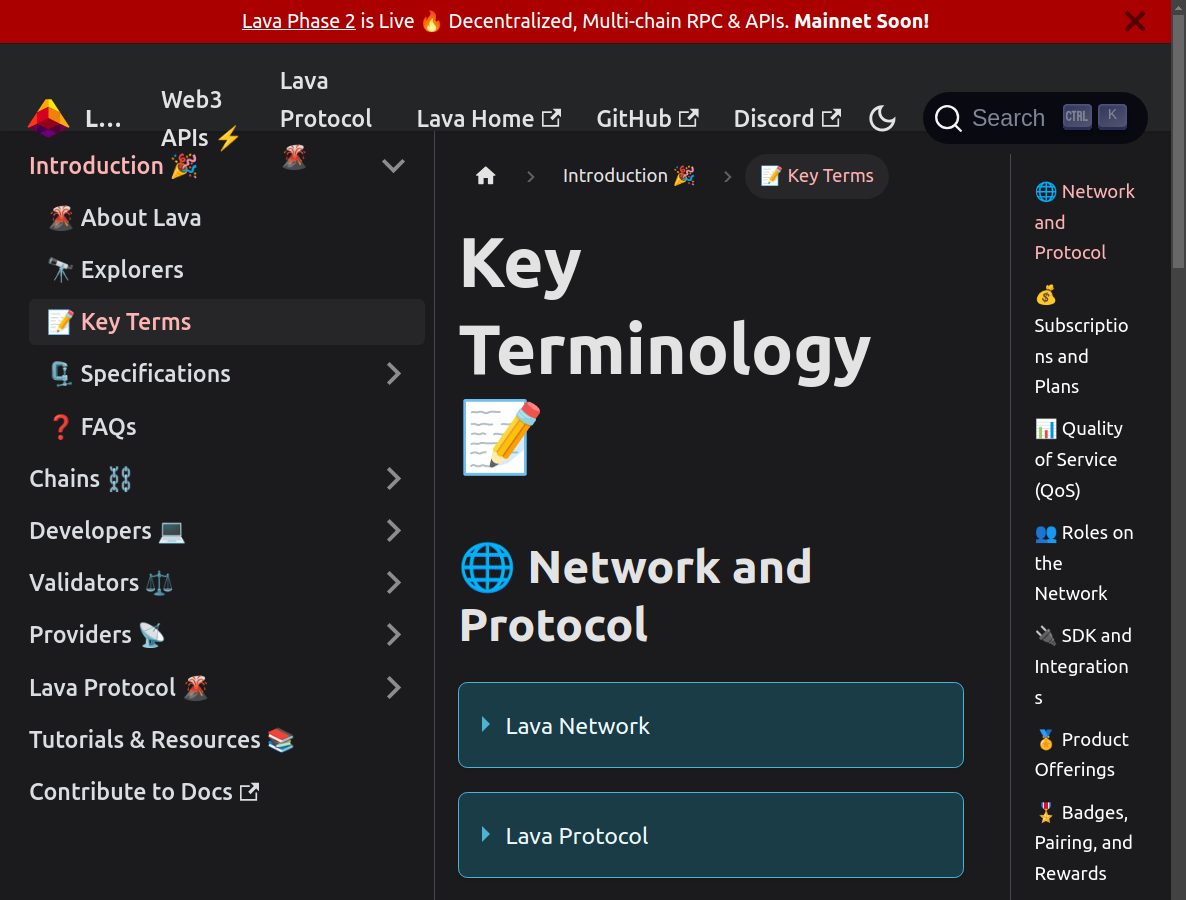 Lava Phase 2 is Live 🔥 Decentralized, Multi-chain RPC & APIs. Mainnet Soon!
L...
Web3
APIs ⚡
Lava
Protocol
🌋
Lava Home
GitHub
Discord
Search
CTRL
K
Introduction 🎉
🌋 About Lava
🔭 Explorers
📝 Key Terms
🗜️ Specifications
❓ FAQs
Chains ⛓️
Developers 💻
Validators ⚖️
Providers 📡
Lava Protocol 🌋
Tutorials & Resources 📚
Contribute to Docs
Introduction 🎉
📝 Key Terms
Key
Terminology
📝
🌐 Network and
Protocol
Lava Network
Lava Protocol
🌐 Network
and
Protocol
💰
Subscriptio
ns and
Plans
📊 Quality
of Service
(QoS)
👥 Roles on
the
Network
🔌 SDK and
Integration
s
🏅 Product
Offerings
🎖️ Badges,
Pairing, and
Rewards